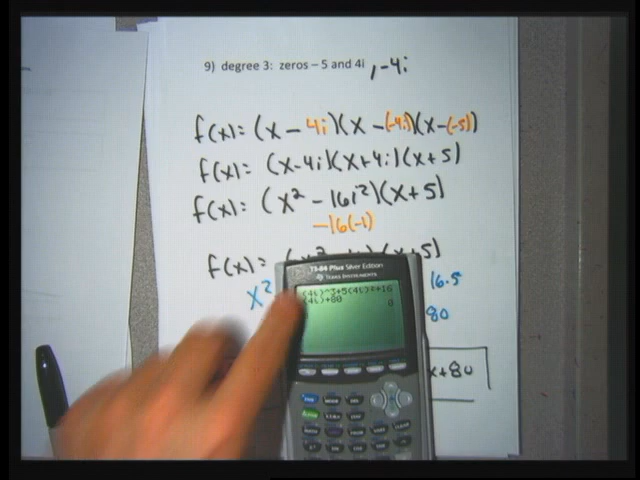 9) degree 3: zeros – 5 and 4i , -4i
f(x) = (x - 4i)(x - (-4i))(x - (-5))
f(x) = (x-4i)(x+4i)(x+5)
f(x) = (x² - 16i²)(x+5)
-16(-1)
f(x) =
x²
16.5
80
x+80
TI-84 Plus Silver Edition
TEXAS INSTRUMENTS
(4i)^3+5(4i)²+16
(4i)+80
0